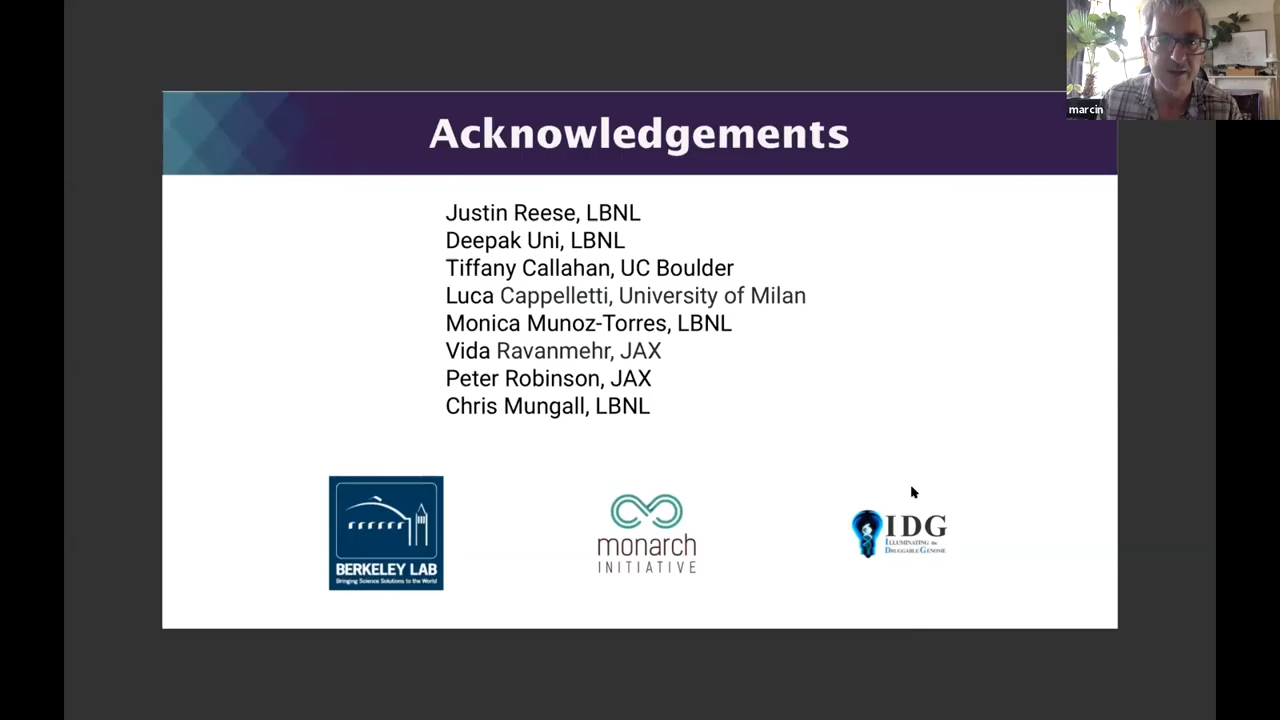 marcin
Acknowledgements
Justin Reese, LBNL
Deepak Uni, LBNL
Tiffany Callahan, UC Boulder
Luca Cappelletti, University of Milan
Monica Munoz-Torres, LBNL
Vida Ravanmehr, JAX
Peter Robinson, JAX
Chris Mungall, LBNL
BERKELEY LAB
Bringing Science Solutions to the World
monarch
INITIATIVE
IDG
ILLUMINATING the
DRUGGABLE GENOME